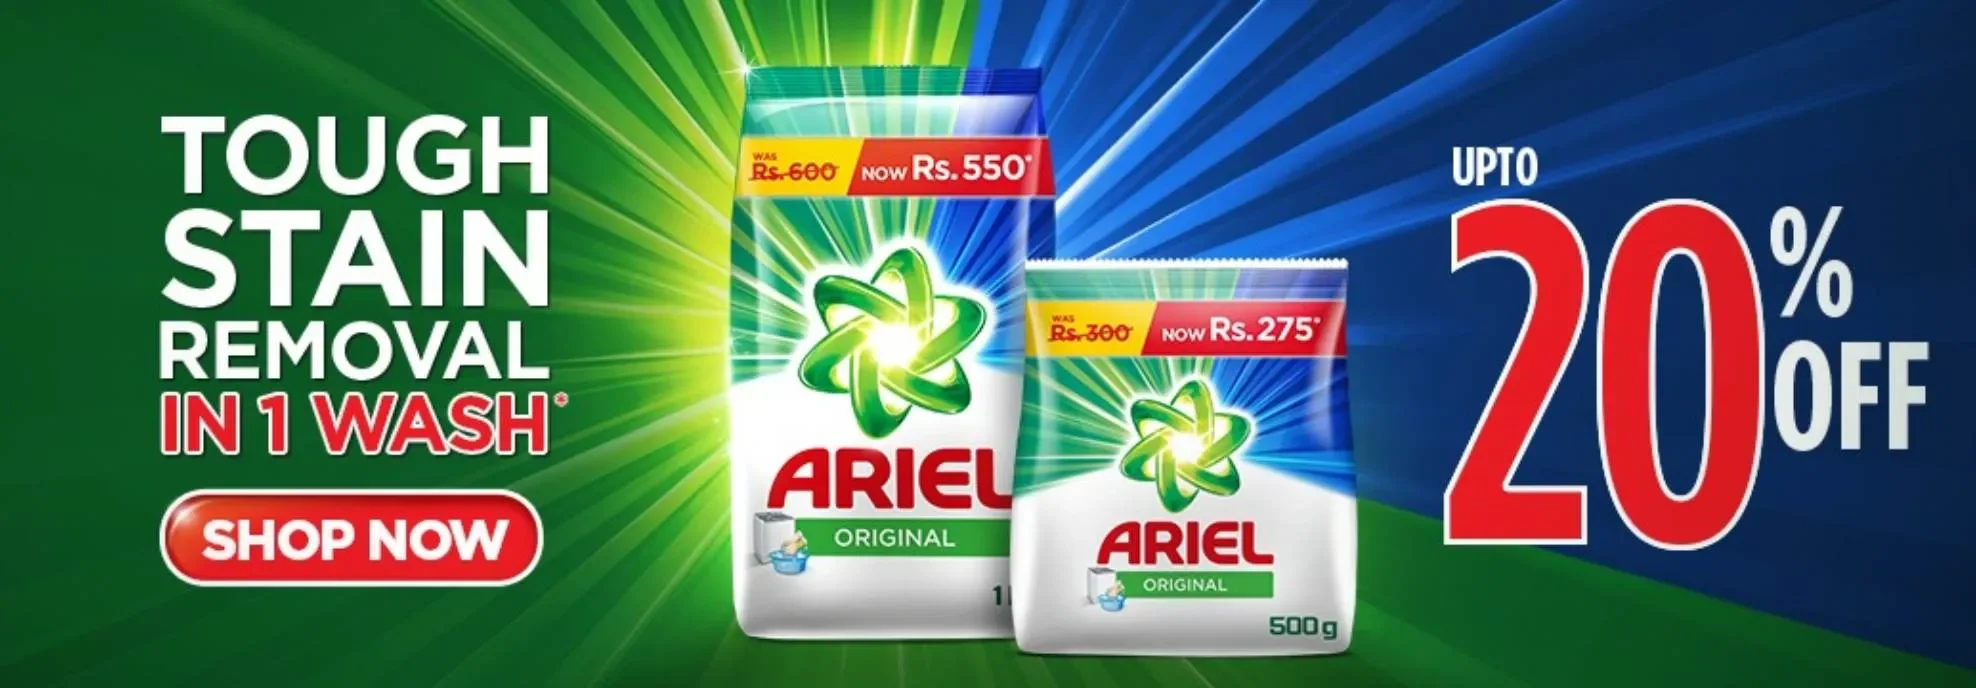 TOUGH
STAIN
REMOVAL
IN 1 WASH*
SHOP NOW
WAS
Rs. 600
NOW Rs. 550*
ARIEL
ORIGINAL
WAS
Rs. 300
NOW Rs. 275*
ARIEL
ORIGINAL
500g
UPTO
20%
OFF